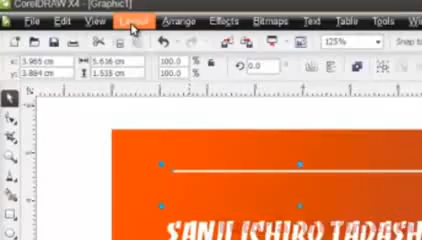 CorelDRAW X4 - [Graphic1]
File Edit View Layout Arrange Effects Bitmaps Text Table Tools
125% Snap to
x: 3.965 cm 5.636 cm 100.0 % 0.0
y: 3.894 cm 1.535 cm 100.0 %
SANJI ISHIRO TADASH